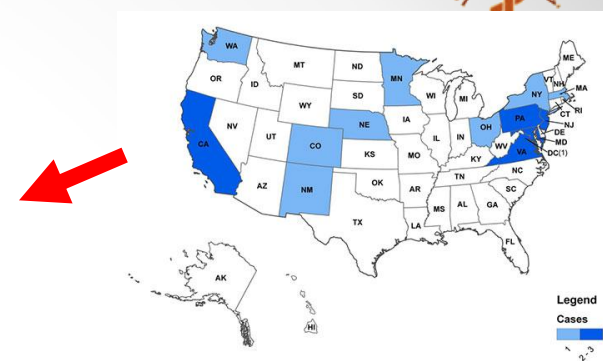 WA
MT
ND
MN
ME
OR
ID
SD
WI
MI
VT
NH
NY
MA
WY
IA
NE
RI
CT
PA
NJ
NV
UT
CO
IL
IN
OH
DE
MD
CA
KS
MO
WV
VA
DC(1)
KY
NC
TN
AZ
NM
OK
AR
SC
MS
AL
GA
TX
LA
FL
AK
HI
Legend
Cases
1
2 - 3